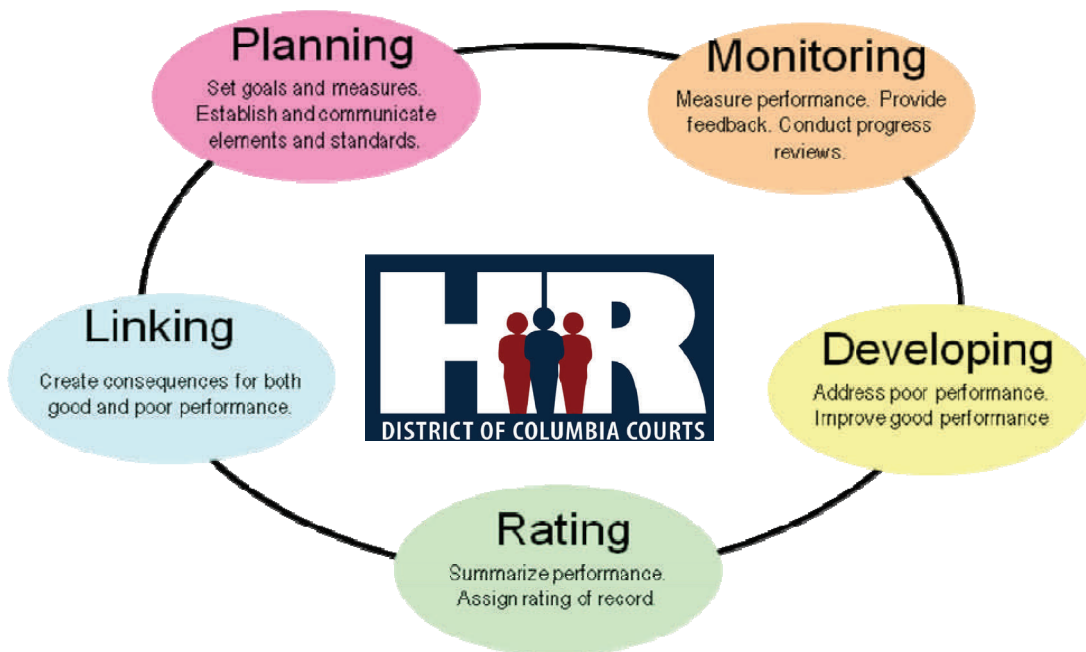 Planning
Set goals and measures.
Establish and communicate
elements and standards.
Monitoring
Measure performance. Provide
feedback. Conduct progress
reviews.
Developing
Address poor performance.
Improve good performance
Rating
Summarize performance.
Assign rating of record
Linking
Create consequences for both
good and poor performance.
HR
DISTRICT OF COLUMBIA COURTS